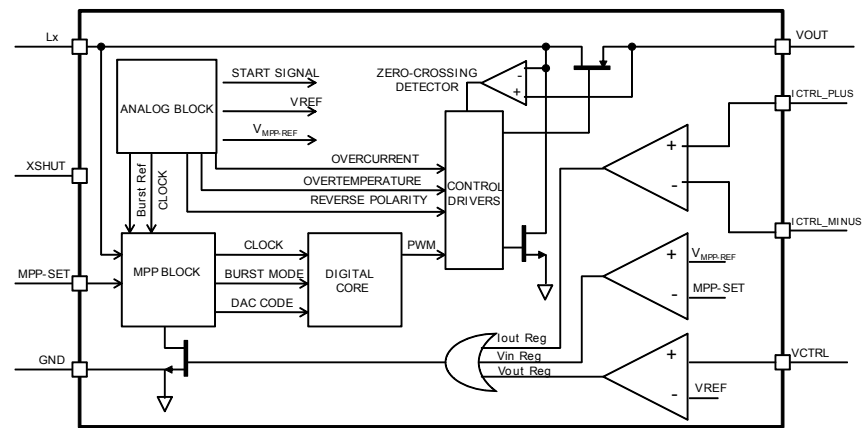 Lx
VOUT
START SIGNAL
ZERO-CROSSING
DETECTOR
-
+
ANALOG BLOCK
VREF
VMPP-REF
ICTRL_PLUS
XSHUT
Burst Ref
CLOCK
OVERCURRENT
OVERTEMPERATURE
REVERSE POLARITY
CONTROL
DRIVERS
+
-
ICTRL_MINUS
MPP BLOCK
CLOCK
BURST MODE
DAC CODE
DIGITAL
CORE
PWM
+
VMPP-REF
-
MPP-SET
MPP-SET
GND
Iout Reg
Vin Reg
Vout Reg
+
-
VREF
VCTRL